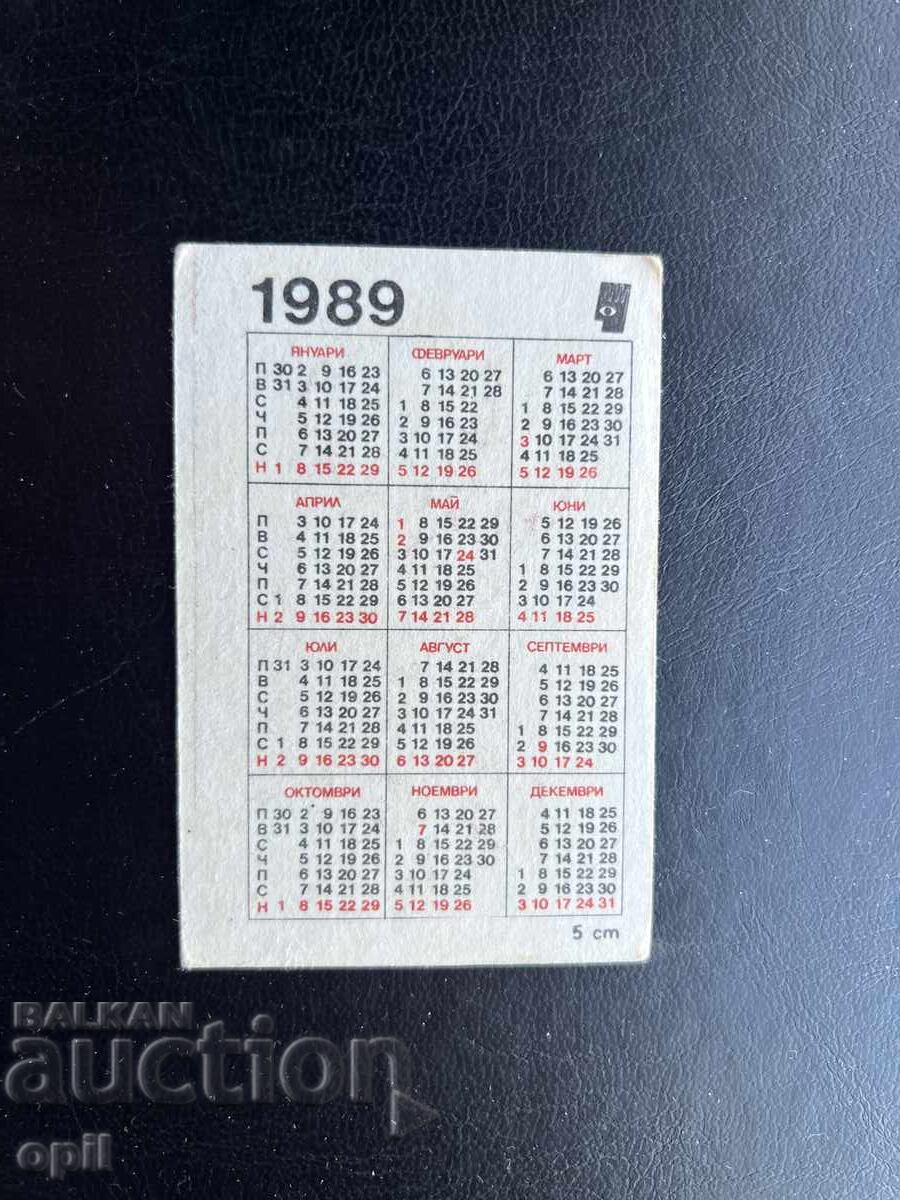 1989
ЯНУАРИ ФЕВРУАРИ МАРТ
П 30 2 9 16 23 6 13 20 27 6 13 20 27
В 31 3 10 17 24 7 14 21 28 7 14 21 28
С 4 11 18 25 1 8 15 22 1 8 15 22 29
Ч 5 12 19 26 2 9 16 23 2 9 16 23 30
П 6 13 20 27 3 10 17 24 3 10 17 24 31
С 7 14 21 28 4 11 18 25 4 11 18 25
Н 1 8 15 22 29 5 12 19 26 5 12 19 26
АПРИЛ МАЙ ЮНИ
П 3 10 17 24 1 8 15 22 29 5 12 19 26
В 4 11 18 25 2 9 16 23 30 6 13 20 27
С 5 12 19 26 3 10 17 24 31 7 14 21 28
Ч 6 13 20 27 4 11 18 25 1 8 15 22 29
П 7 14 21 28 5 12 19 26 2 9 16 23 30
С 1 8 15 22 29 6 13 20 27 3 10 17 24
Н 2 9 16 23 30 7 14 21 28 4 11 18 25
ЮЛИ АВГУСТ СЕПТЕМВРИ
П 31 3 10 17 24 7 14 21 28 4 11 18 25
В 4 11 18 25 1 8 15 22 29 5 12 19 26
С 5 12 19 26 2 9 16 23 30 6 13 20 27
Ч 6 13 20 27 3 10 17 24 31 7 14 21 28
П 7 14 21 28 4 11 18 25 1 8 15 22 29
С 1 8 15 22 29 5 12 19 26 2 9 16 23 30
Н 2 9 16 23 30 6 13 20 27 3 10 17 24
ОКТОМВРИ НОЕМВРИ ДЕКЕМВРИ
П 30 2 9 16 23 6 13 20 27 4 11 18 25
В 31 3 10 17 24 7 14 21 28 5 12 19 26
С 4 11 18 25 1 8 15 22 29 6 13 20 27
Ч 5 12 19 26 2 9 16 23 30 7 14 21 28
П 6 13 20 27 3 10 17 24 1 8 15 22 29
С 7 14 21 28 4 11 18 25 2 9 16 23 30
Н 1 8 15 22 29 5 12 19 26 3 10 17 24 31
5 cm
BALKAN
auction
opil